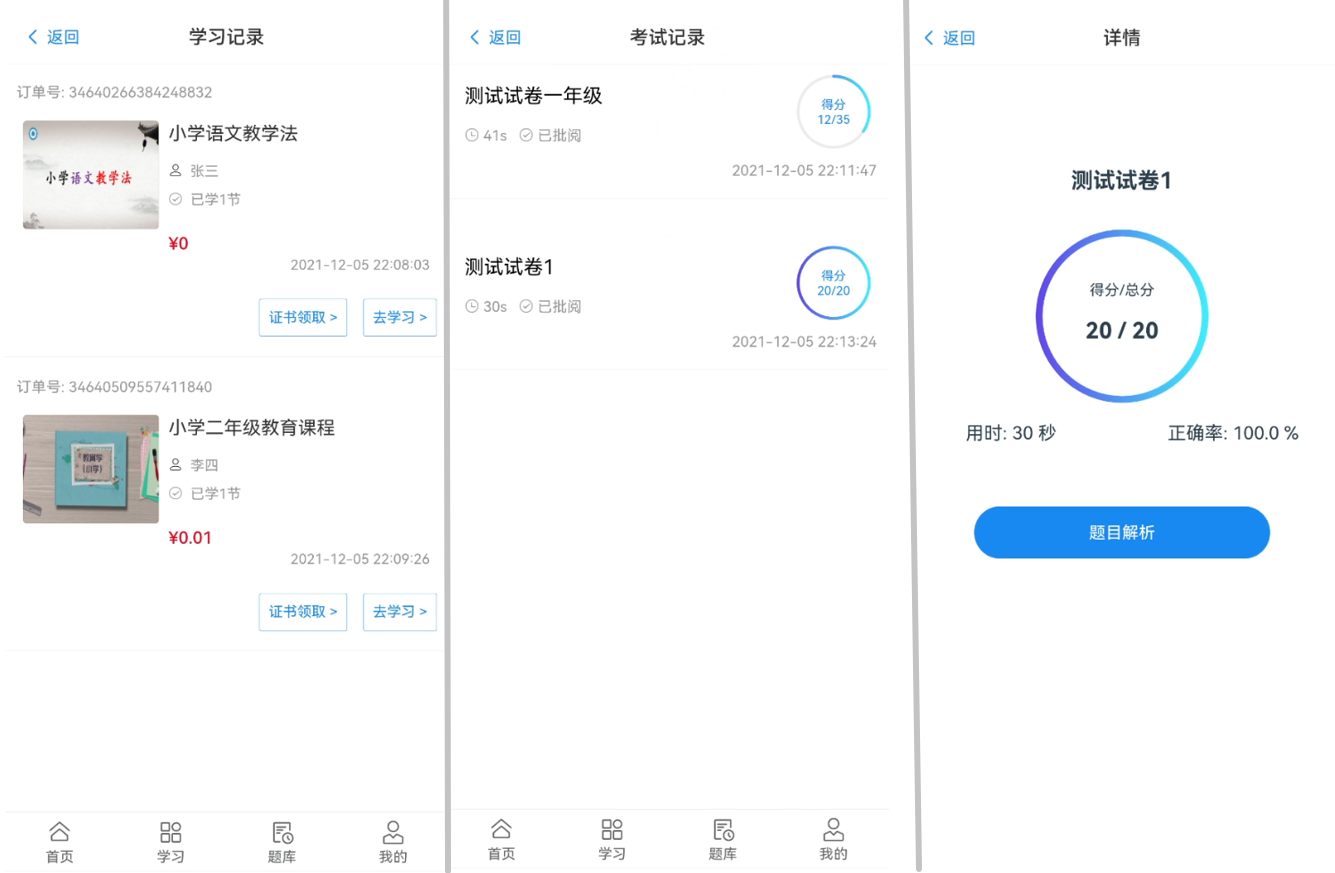 返回
学习记录
订单号: 34640266384248832
小学语文教学法
小学语文教学法
张三
已学1节
¥0
2021-12-05 22:08:03
证书领取 >
去学习 >
订单号: 34640509557411840
(小学)
小学二年级教育课程
李四
已学1节
¥0.01
2021-12-05 22:09:26
证书领取 >
去学习 >
首页
学习
题库
我的
返回
考试记录
测试试卷一年级
41s
已批阅
得分
12/35
2021-12-05 22:11:47
测试试卷1
30s
已批阅
得分
20/20
2021-12-05 22:13:24
首页
学习
题库
我的
返回
详情
测试试卷1
得分/总分
20 / 20
用时: 30 秒
正确率: 100.0 %
题目解析